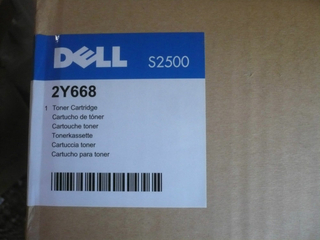 DELL S2500
2Y668
1 Toner Cartridge
Cartucho de tóner
Cartouche toner
Tonerkassette
Cartuccia toner
Cartucho para toner